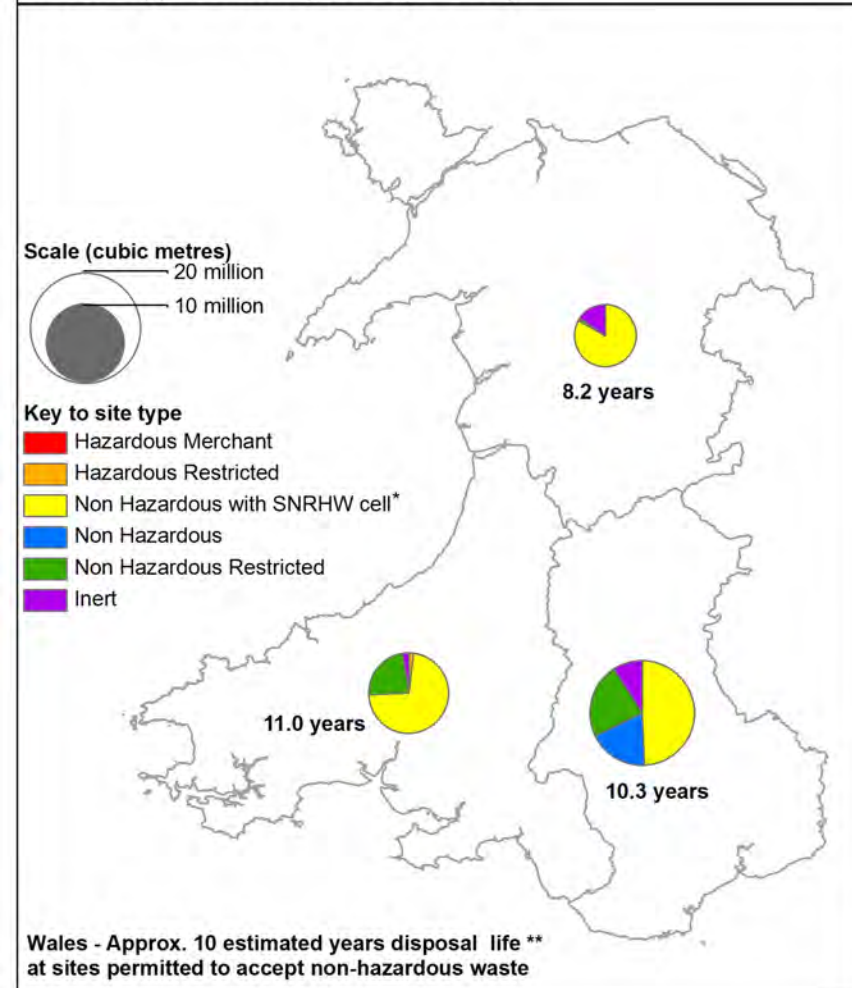 Scale (cubic metres)
20 million
10 million
8.2 years
Key to site type
Hazardous Merchant
Hazardous Restricted
Non Hazardous with SNRHW cell*
Non Hazardous
Non Hazardous Restricted
Inert
11.0 years
10.3 years
Wales - Approx. 10 estimated years disposal life **
at sites permitted to accept non-hazardous waste